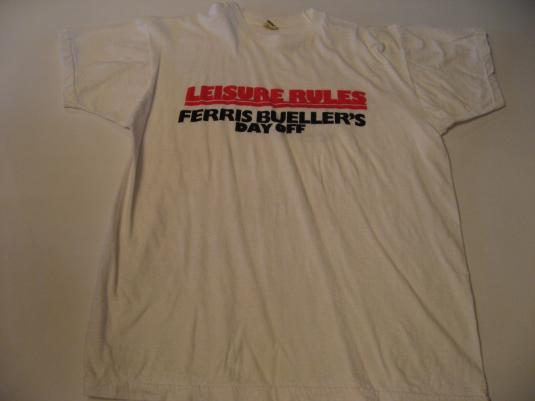 LEISURE RULES
FERRIS BUELLER'S
DAY OFF